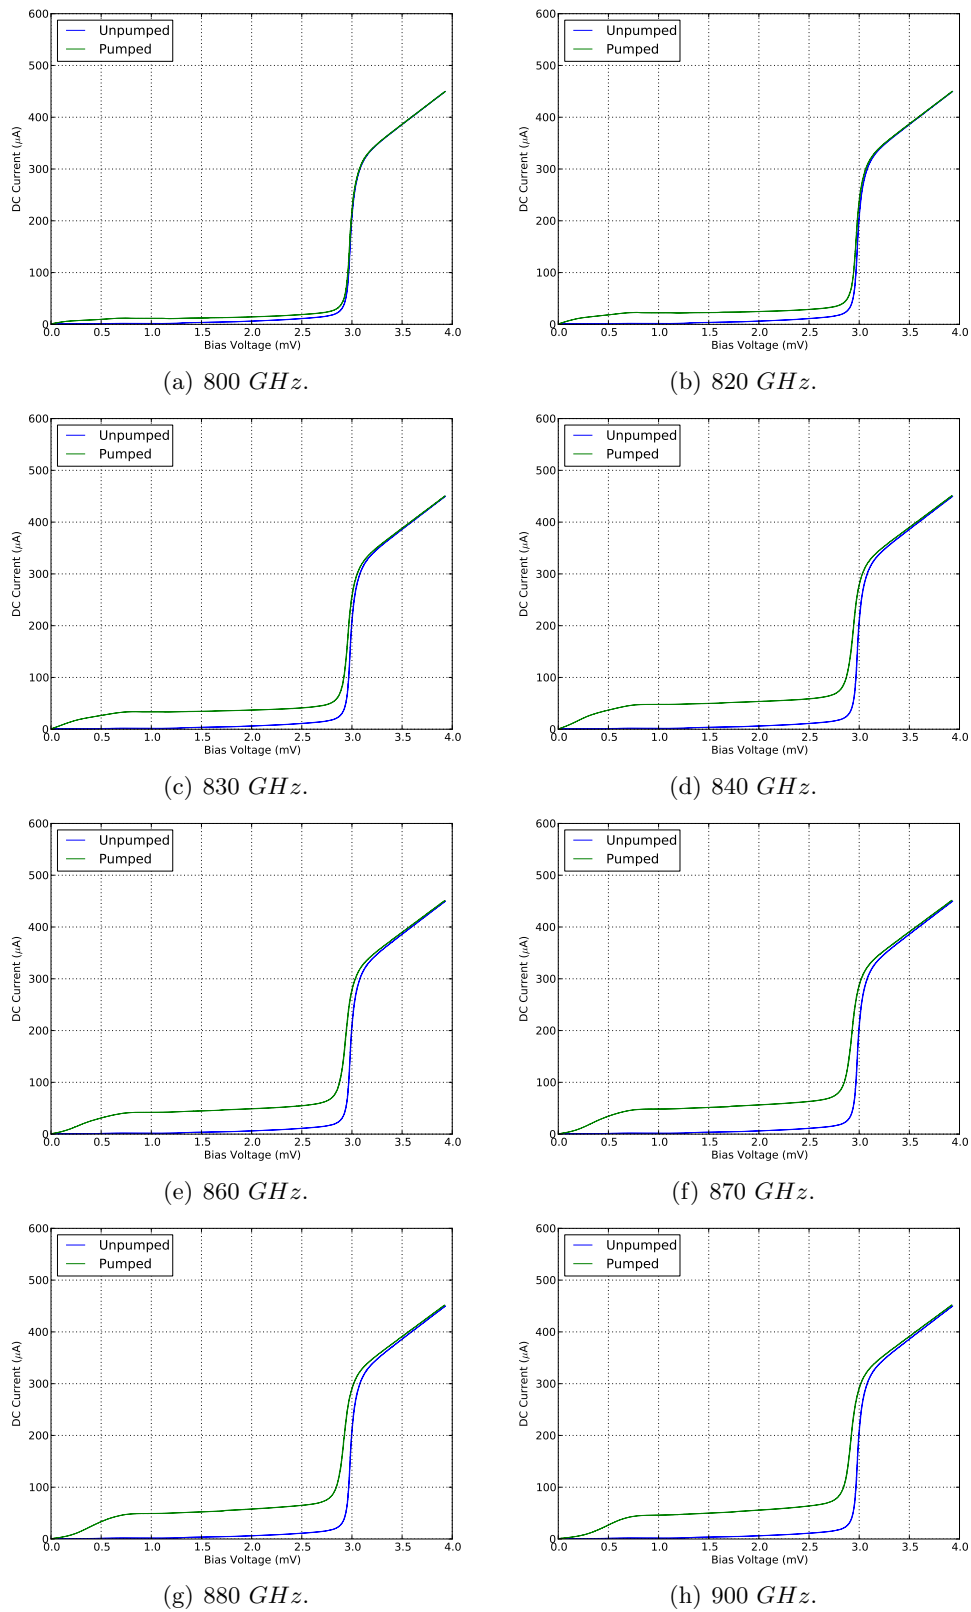 600
500
400
300
200
100
0
0.0 0.5 1.0 1.5 2.0 2.5 3.0 3.5 4.0
Bias Voltage (mV)
DC Current (μA)
Unpumped
Pumped
(a) 800 GHz.
600
500
400
300
200
100
0
0.0 0.5 1.0 1.5 2.0 2.5 3.0 3.5 4.0
Bias Voltage (mV)
DC Current (μA)
Unpumped
Pumped
(b) 820 GHz.
600
500
400
300
200
100
0
0.0 0.5 1.0 1.5 2.0 2.5 3.0 3.5 4.0
Bias Voltage (mV)
DC Current (μA)
Unpumped
Pumped
(c) 830 GHz.
600
500
400
300
200
100
0
0.0 0.5 1.0 1.5 2.0 2.5 3.0 3.5 4.0
Bias Voltage (mV)
DC Current (μA)
Unpumped
Pumped
(d) 840 GHz.
600
500
400
300
200
100
0
0.0 0.5 1.0 1.5 2.0 2.5 3.0 3.5 4.0
Bias Voltage (mV)
DC Current (μA)
Unpumped
Pumped
(e) 860 GHz.
600
500
400
300
200
100
0
0.0 0.5 1.0 1.5 2.0 2.5 3.0 3.5 4.0
Bias Voltage (mV)
DC Current (μA)
Unpumped
Pumped
(f) 870 GHz.
600
500
400
300
200
100
0
0.0 0.5 1.0 1.5 2.0 2.5 3.0 3.5 4.0
Bias Voltage (mV)
DC Current (μA)
Unpumped
Pumped
(g) 880 GHz.
600
500
400
300
200
100
0
0.0 0.5 1.0 1.5 2.0 2.5 3.0 3.5 4.0
Bias Voltage (mV)
DC Current (μA)
Unpumped
Pumped
(h) 900 GHz.